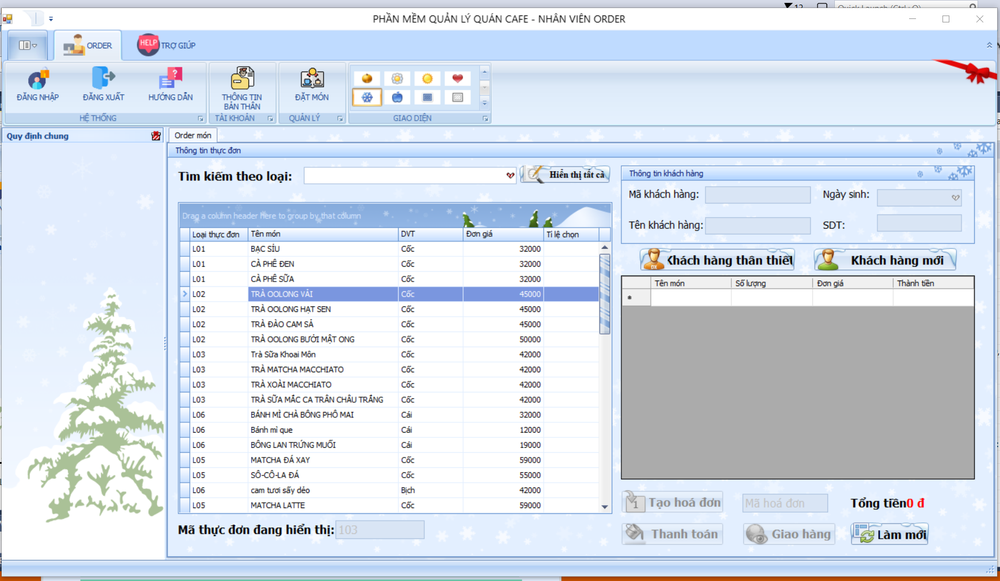 12 Quick Launch (Ctrl+Q)
PHẦN MỀM QUẢN LÝ QUÁN CAFE - NHÂN VIÊN ORDER
ORDER HELP TRỢ GIÚP
ĐĂNG NHẬP ĐĂNG XUẤT HƯỚNG DẪN THÔNG TIN BẢN THÂN ĐẶT MÓN
HỆ THỐNG TÀI KHOẢN QUẢN LÝ GIAO DIỆN
Quy định chung
Order món
Thông tin thực đơn
Tìm kiếm theo loại: Hiển thị tất cả
Drag a column header here to group by that column
Loại thực đơn Tên món DVT Đơn giá Tỉ lệ chọn
L01 BẠC SỈU Cốc 32000
L01 CÀ PHÊ ĐEN Cốc 32000
L01 CÀ PHÊ SỮA Cốc 32000
L02 TRÀ OOLONG VẢI Cốc 45000
L02 TRÀ OOLONG HẠT SEN Cốc 45000
L02 TRÀ ĐÀO CAM SẢ Cốc 45000
L02 TRÀ OOLONG BƯỞI MẬT ONG Cốc 50000
L03 Trà Sữa Khoai Môn Cốc 42000
L03 TRÀ MATCHA MACCHIATO Cốc 42000
L03 TRÀ XOÀI MACCHIATO Cốc 42000
L03 TRÀ SỮA MẮC CA TRÂN CHÂU TRẮNG Cốc 42000
L06 BÁNH MÌ CHÀ BÔNG PHÔ MAI Cái 32000
L06 Bánh mì que Cái 12000
L06 BÔNG LAN TRỨNG MUỐI Cái 19000
L05 MATCHA ĐÁ XAY Cốc 59000
L05 SÔ-CÔ-LA ĐÁ Cốc 55000
L06 cam tươi sấy dẻo Bịch 42000
L05 MATCHA LATTE Cốc 59000
Mã thực đơn đang hiển thị: 103
Thông tin khách hàng
Mã khách hàng: Ngày sinh:
Tên khách hàng: SDT:
Khách hàng thân thiết Khách hàng mới
Tên món Số lượng Đơn giá Thành tiền
Tạo hoá đơn Mã hoá đơn Tổng tiền0 đ
Thanh toán Giao hàng Làm mới